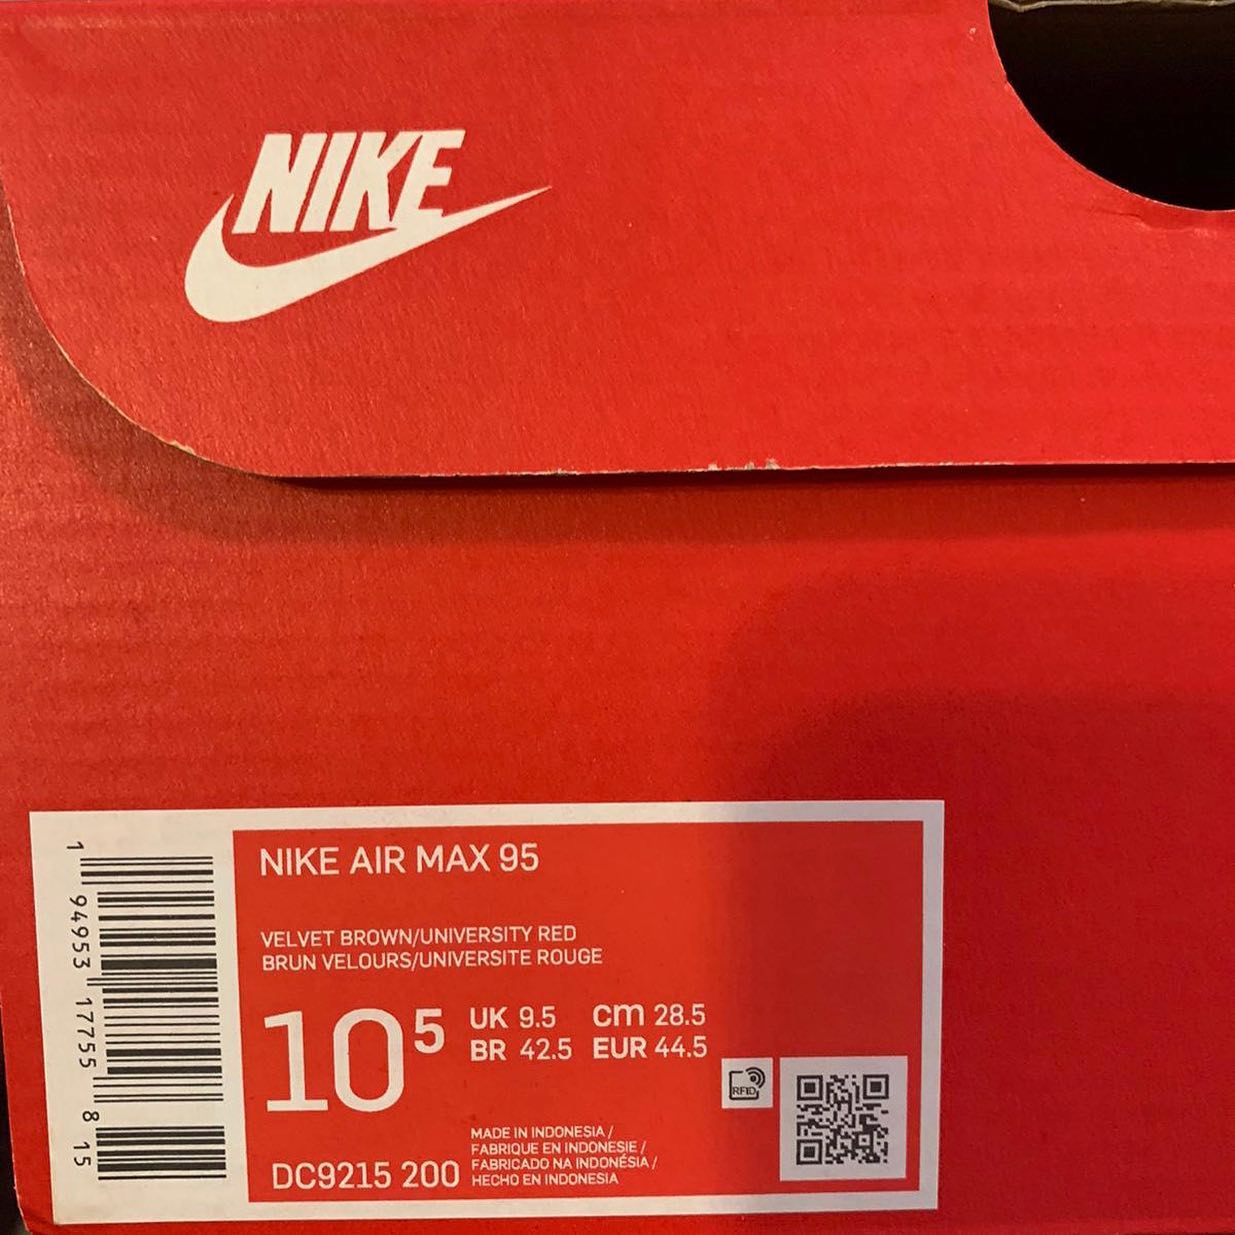 NIKE
NIKE AIR MAX 95
VELVET BROWN/UNIVERSITY RED
BRUN VELOURS/UNIVERSITE ROUGE
10⁵
UK 9.5 cm 28.5
BR 42.5 EUR 44.5
RFID
MADE IN INDONESIA /
FABRIQUE EN INDONESIE /
FABRICADO NA INDONÉSIA /
HECHO EN INDONESIA
DC9215 200
1 94953 17755 8 15